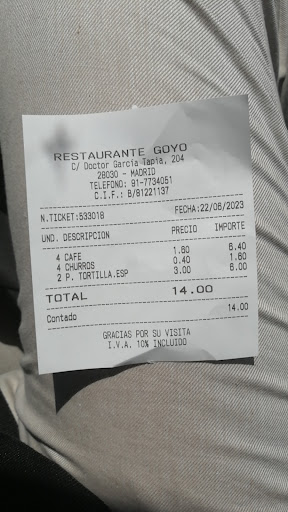 RESTAURANTE GOYO
C/ Doctor García Tapia, 204
28030 - MADRID
TELEFONO: 91-7734051
C.I.F.: B/81221137
N.TICKET:533018 FECHA:22/06/2023
UND. DESCRIPCION PRECIO IMPORTE
4 CAFE 1.60 6.40
4 CHURROS 0.40 1.60
2 P. TORTILLA.ESP 3.00 6.00
TOTAL 14.00
Contado 14.00
GRACIAS POR SU VISITA
I.V.A. 10% INCLUIDO